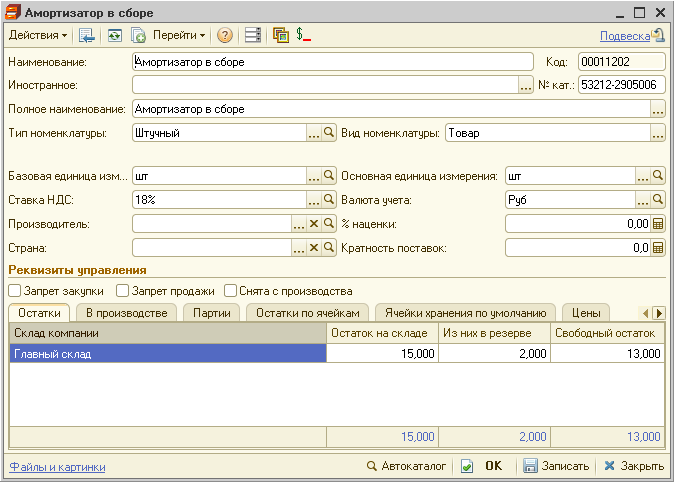 Амортизатор в сборе
Действия Перейти ? $ Подвеска
Наименование: Амортизатор в сборе Код: 00011202
Иностранное: ... № кат.: 53212-2905006
Полное наименование: Амортизатор в сборе ...
Тип номенклатуры: Штучный ... Вид номенклатуры: Товар ...
Базовая единица изм... шт ... Основная единица измерения: шт ...
Ставка НДС: 18% ... Валюта учета: Руб ...
Производитель: ... % наценки: 0,00
Страна: ... Кратность поставок: 0,0
Реквизиты управления
Запрет закупки Запрет продажи Снята с производства
Остатки В производстве Партии Остатки по ячейкам Ячейки хранения по умолчанию Цены
Склад компании Остаток на складе Из них в резерве Свободный остаток
Главный склад 15,000 2,000 13,000
15,000 2,000 13,000
Файлы и картинки Автокаталог OK Записать Закрыть